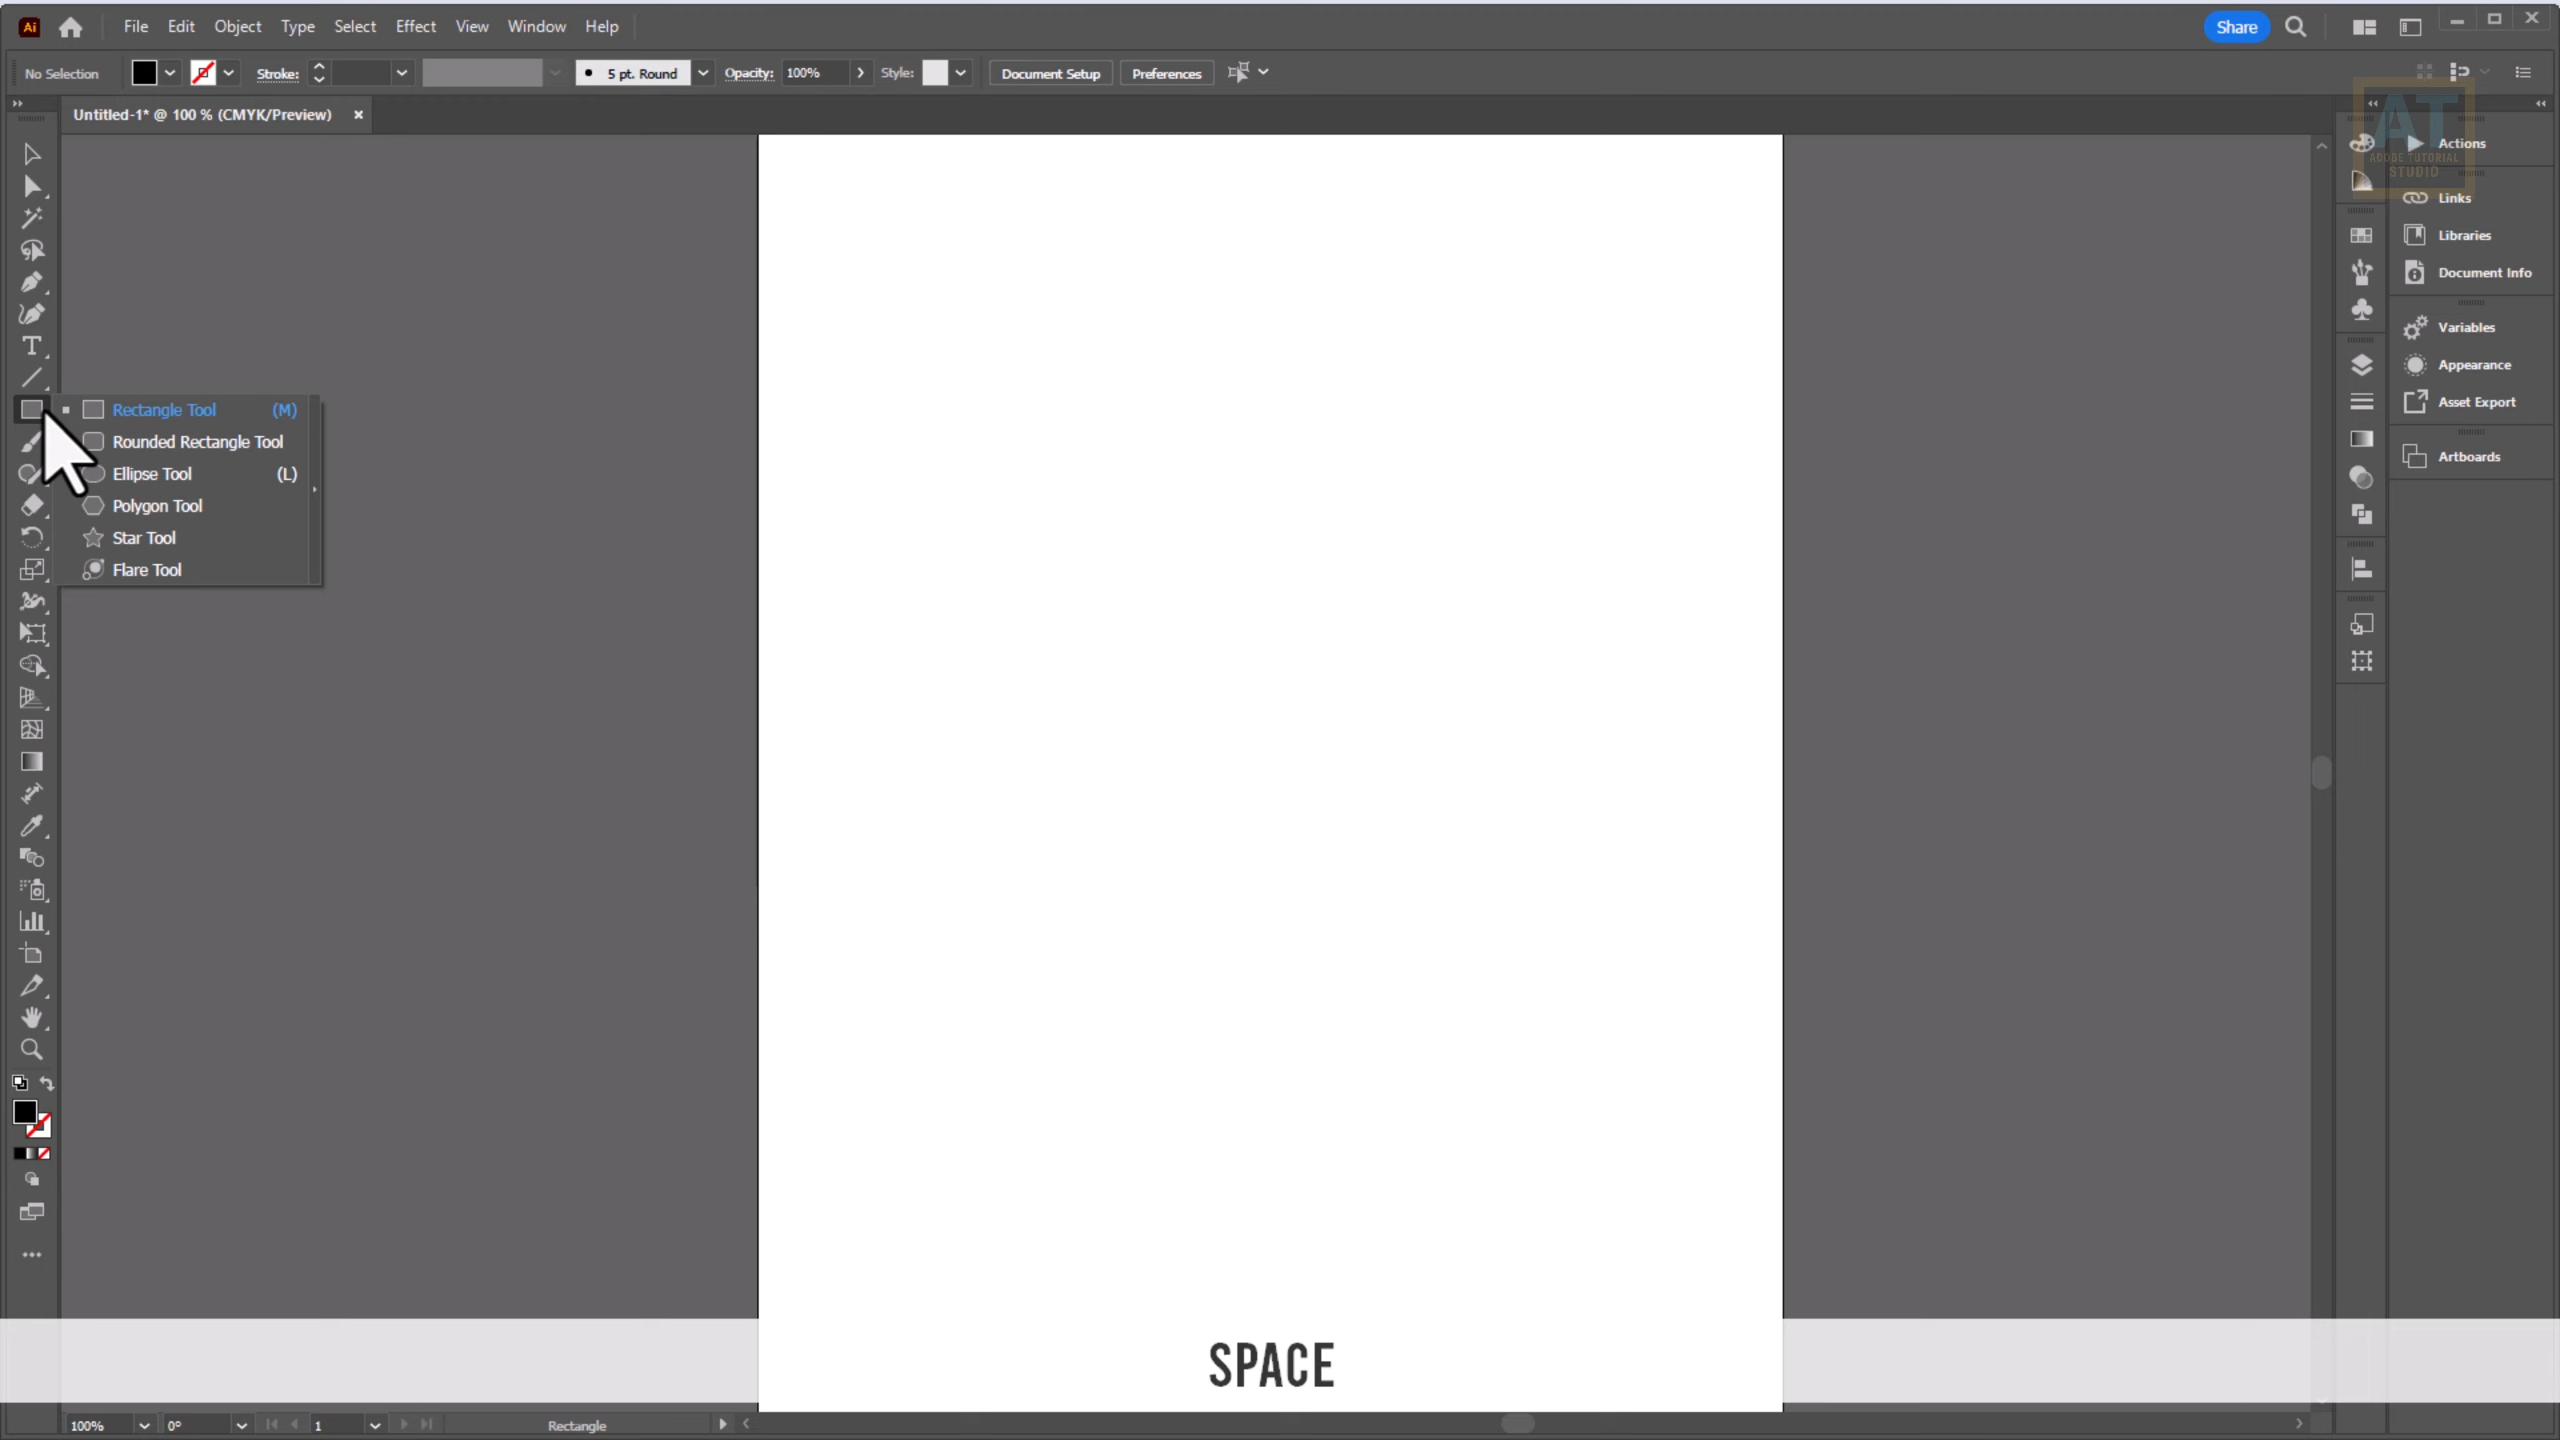 Ai File Edit Object Type Select Effect View Window Help Share
No Selection Stroke: 5 pt. Round Opacity: 100% Style: Document Setup Preferences
Untitled-1* @ 100 % (CMYK/Preview)
AT
ADOBE TUTORIAL
STUDIO
Actions
Links
Libraries
Document Info
Variables
Appearance
Asset Export
Artboards
T
Rectangle Tool (M)
Rounded Rectangle Tool
Ellipse Tool (L)
Polygon Tool
Star Tool
Flare Tool
SPACE
100% 0° 1 Rectangle